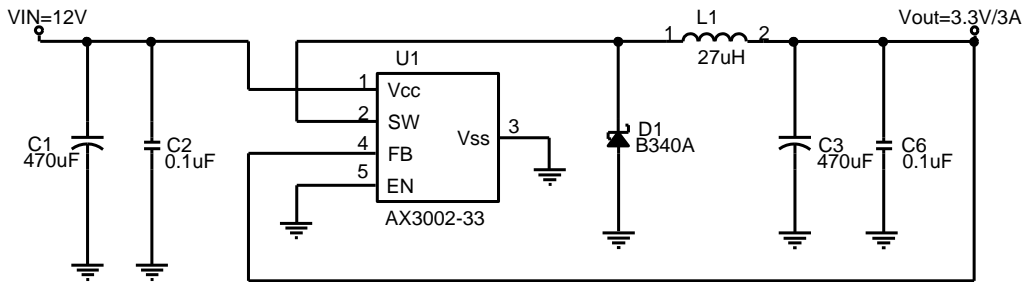 VIN=12V
L1
Vout=3.3V/3A
1
2
27uH
U1
1
Vcc
2
SW
Vss
3
4
FB
5
EN
AX3002-33
C1
470uF
C2
0.1uF
D1
B340A
C3
470uF
C6
0.1uF